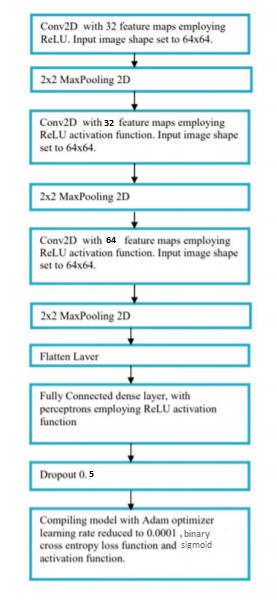 Conv2D with 32 feature maps employing
ReLU. Input image shape set to 64x64.
2x2 MaxPooling 2D
Conv2D with 32 feature maps employing
ReLU activation function. Input image shape
set to 64x64.
2x2 MaxPooling 2D
Conv2D with 64 feature maps employing
ReLU activation function. Input image shape
set to 64x64.
2x2 MaxPooling 2D
Flatten Layer
Fully Connected dense layer, with
perceptrons employing ReLU activation
function
Dropout 0.5
Compiling model with Adam optimizer
learning rate reduced to 0.0001 , binary
cross entropy loss function and sigmoid
activation function.